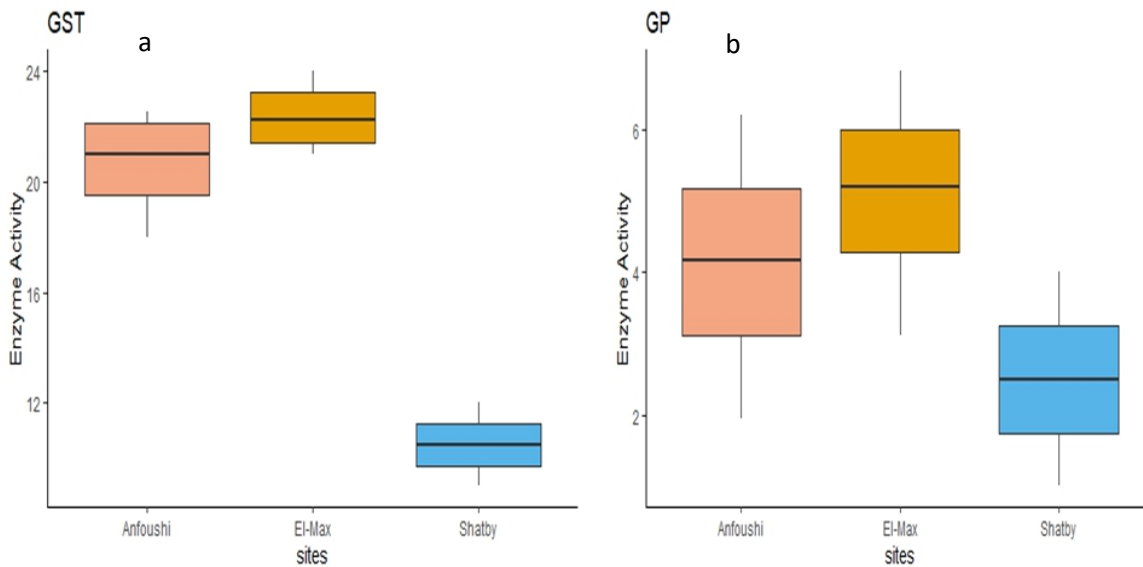 GST
a
24
20
16
12
Enzyme Activity
Anfoushi
El-Max
Shatby
sites
GP
b
6
4
2
Enzyme Activity
Anfoushi
El-Max
Shatby
sites